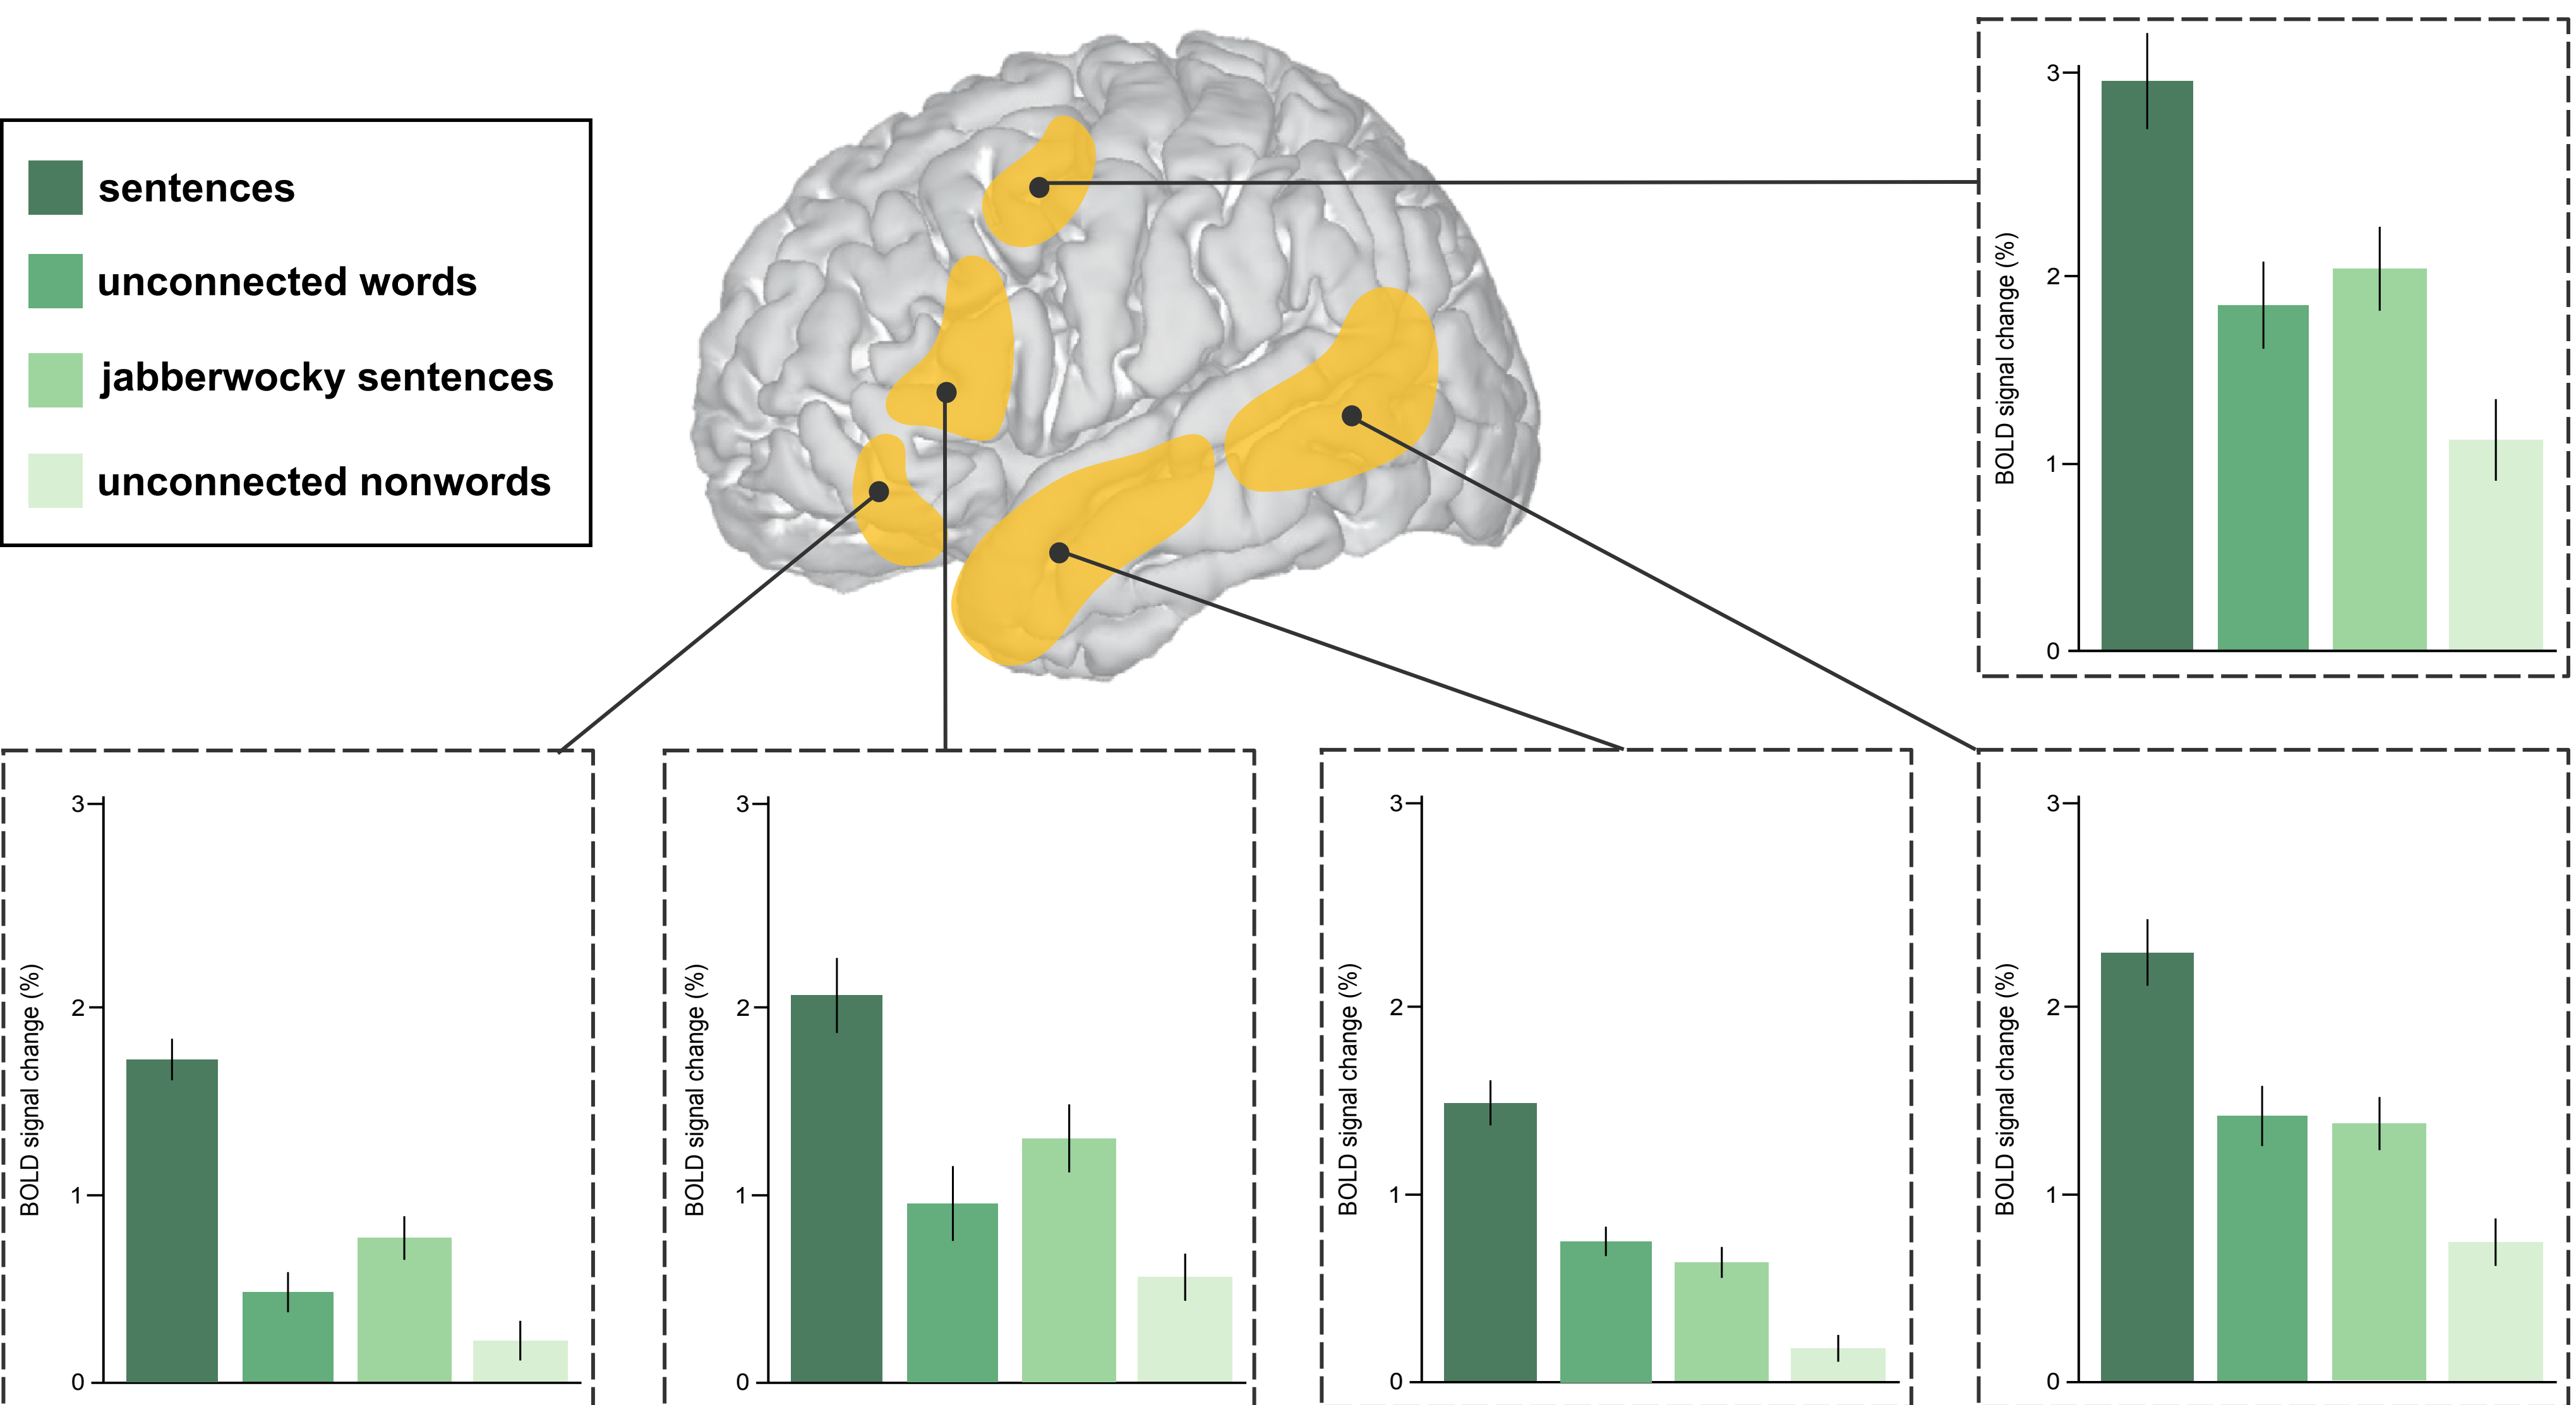 sentences
unconnected words
jabberwocky sentences
unconnected nonwords
BOLD signal change (%)
3
2
1
0
BOLD signal change (%)
3
2
1
0
BOLD signal change (%)
3
2
1
0
BOLD signal change (%)
3
2
1
0
BOLD signal change (%)
3
2
1
0